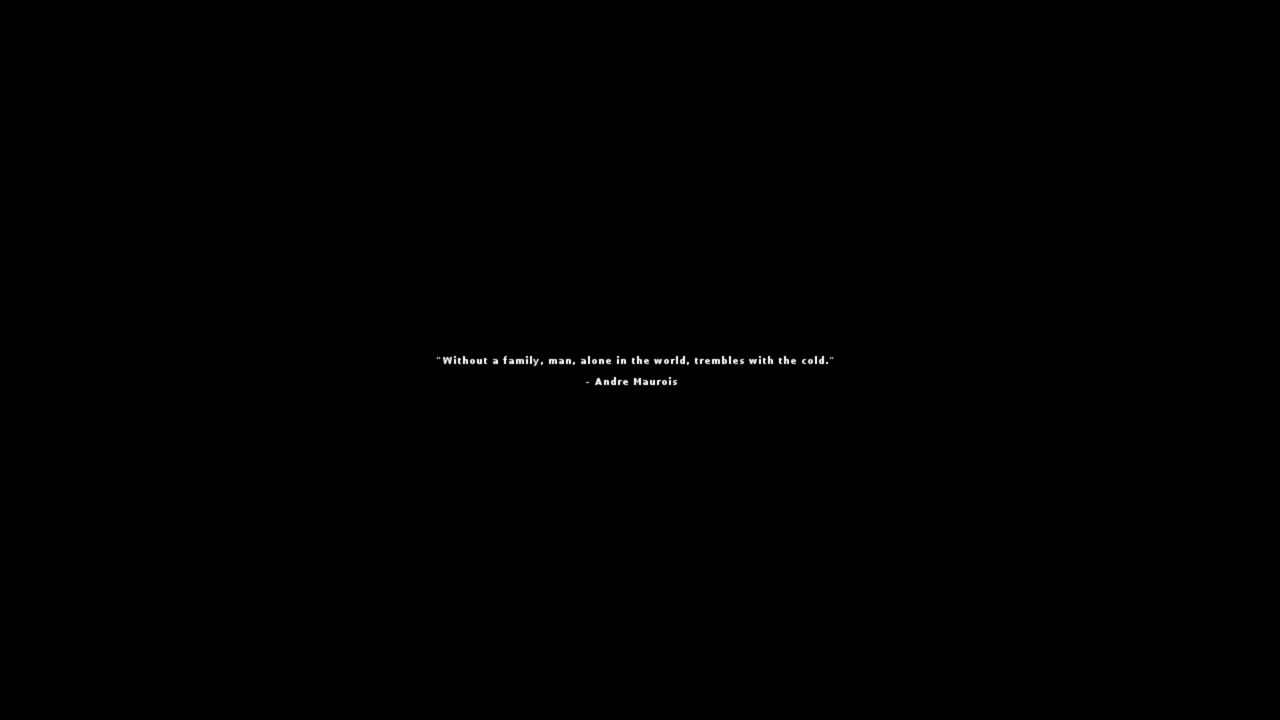 "Without a family, man, alone in the world, trembles with the cold."
- Andre Maurois